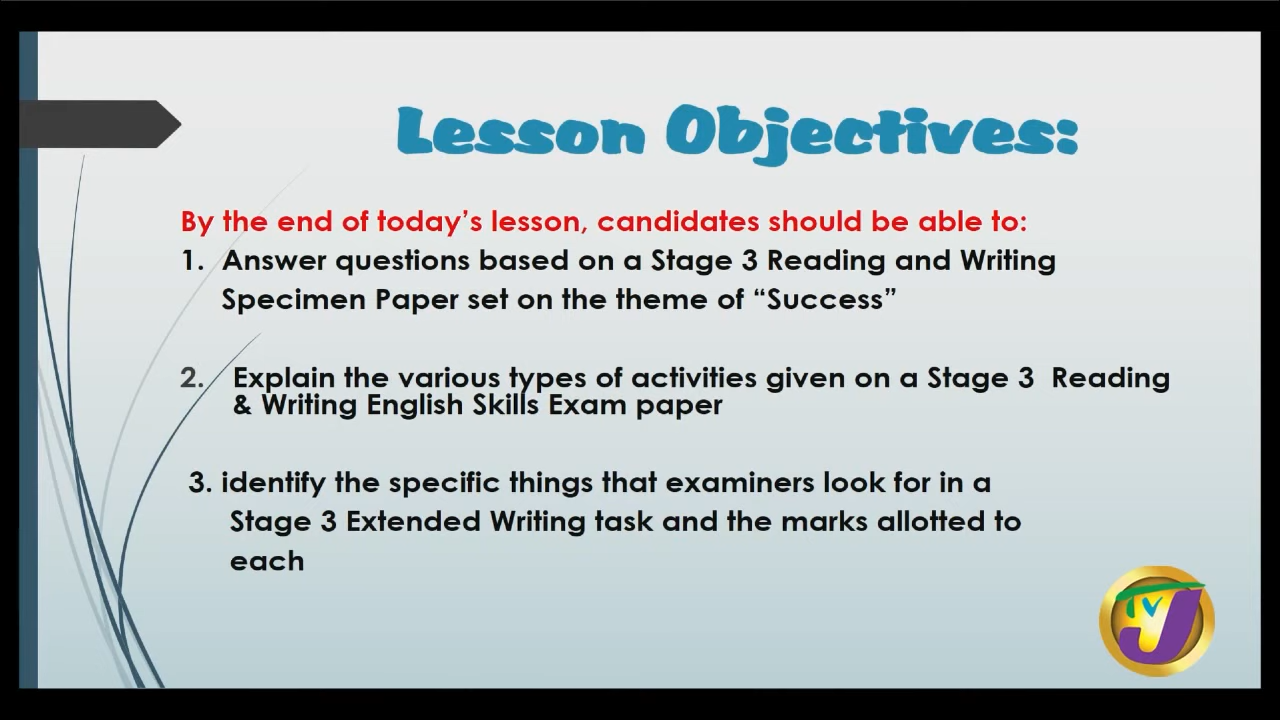 Lesson Objectives:
By the end of today’s lesson, candidates should be able to:
1. Answer questions based on a Stage 3 Reading and Writing
Specimen Paper set on the theme of “Success”
2. Explain the various types of activities given on a Stage 3 Reading
& Writing English Skills Exam paper
3. identify the specific things that examiners look for in a
Stage 3 Extended Writing task and the marks allotted to
each
TVJ